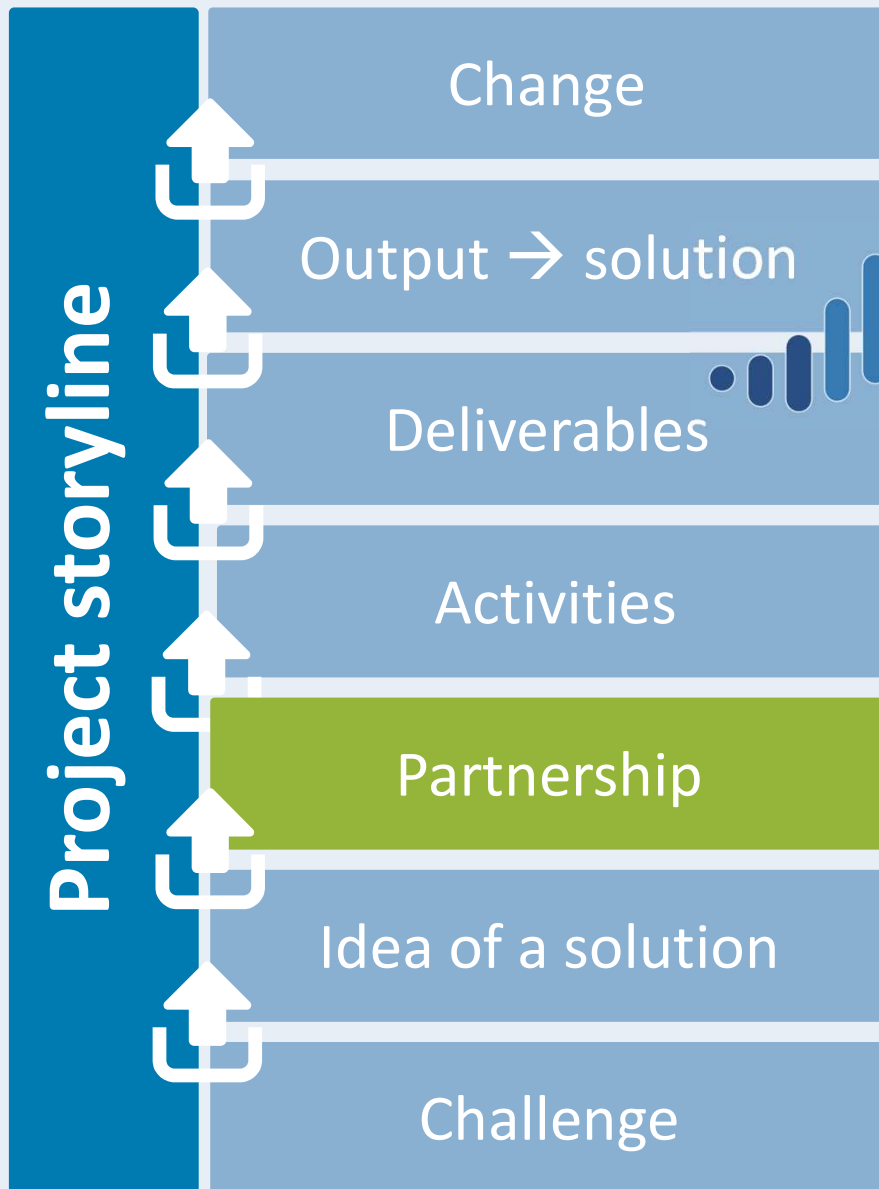 Project storyline
Change
Output → solution
Deliverables
Activities
Partnership
Idea of a solution
Challenge